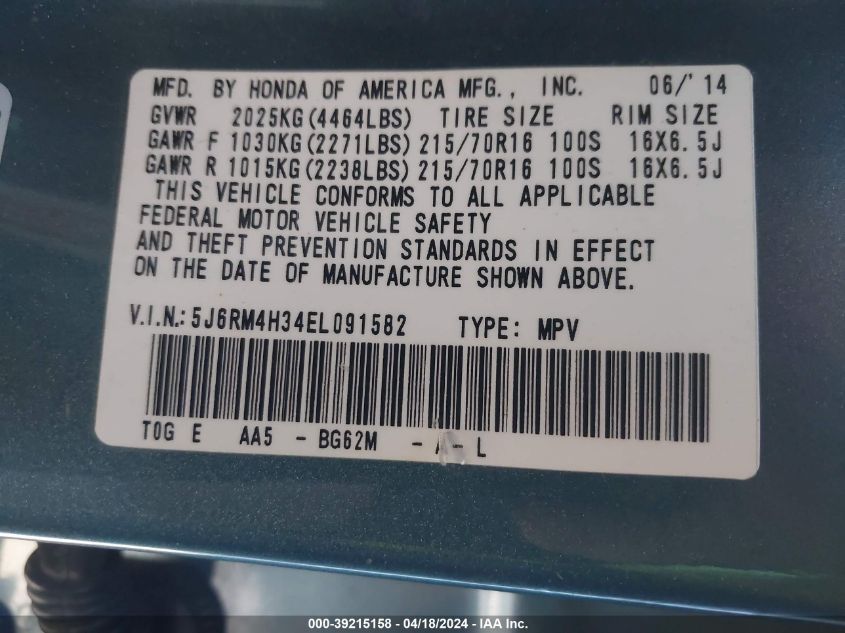 MFD. BY HONDA OF AMERICA MFG., INC. 06/'14
GVWR 2025KG(4464LBS) TIRE SIZE RIM SIZE
GAWR F 1030KG(2271LBS) 215/70R16 100S 16X6.5J
GAWR R 1015KG(2238LBS) 215/70R16 100S 16X6.5J
THIS VEHICLE CONFORMS TO ALL APPLICABLE
FEDERAL MOTOR VEHICLE SAFETY
AND THEFT PREVENTION STANDARDS IN EFFECT
ON THE DATE OF MANUFACTURE SHOWN ABOVE.
V.I.N.: 5J6RM4H34EL091582 TYPE: MPV
T0G E AA5 - BG62M - A - L
000-39215158 - 04/18/2024 - IAA Inc.